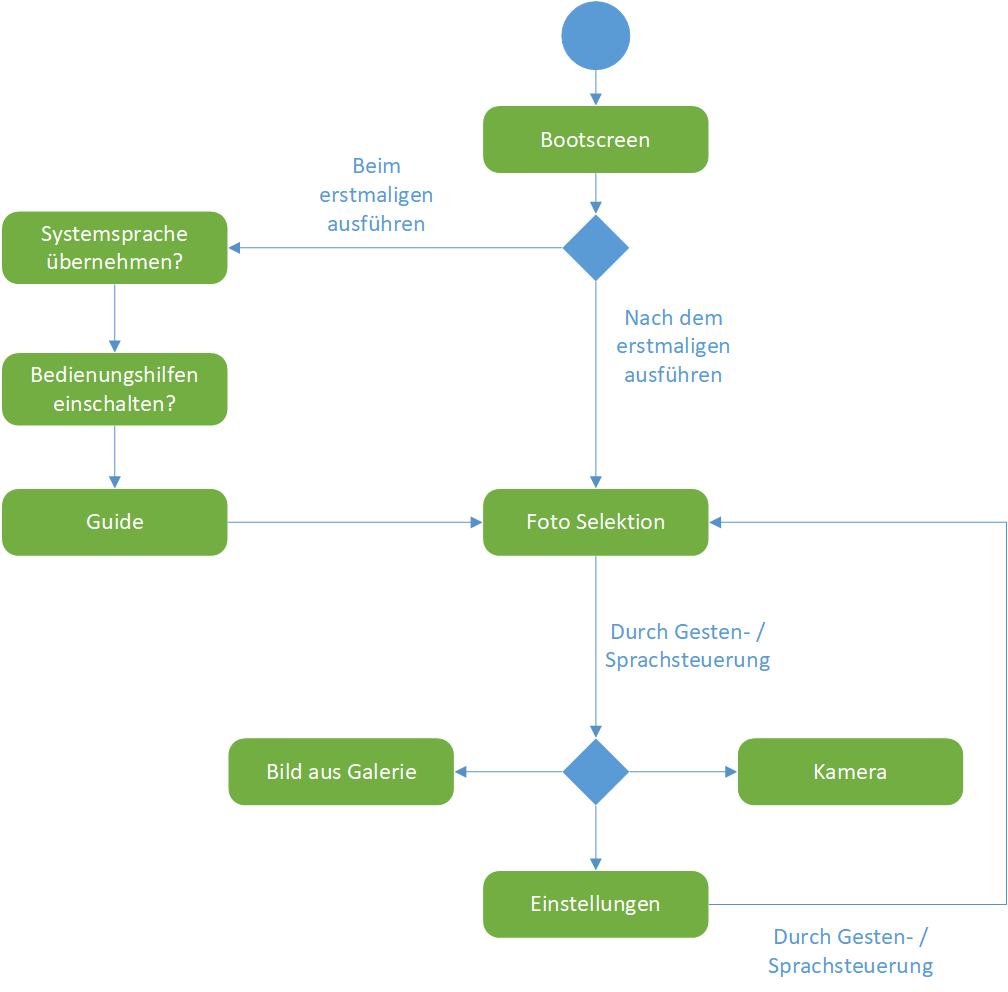 Bootscreen
Beim
erstmaligen
ausführen
Systemsprache
übernehmen?
Nach dem
erstmaligen
ausführen
Bedienungshilfen
einschalten?
Guide
Foto Selektion
Durch Gesten- /
Sprachsteuerung
Bild aus Galerie
Kamera
Einstellungen
Durch Gesten- /
Sprachsteuerung